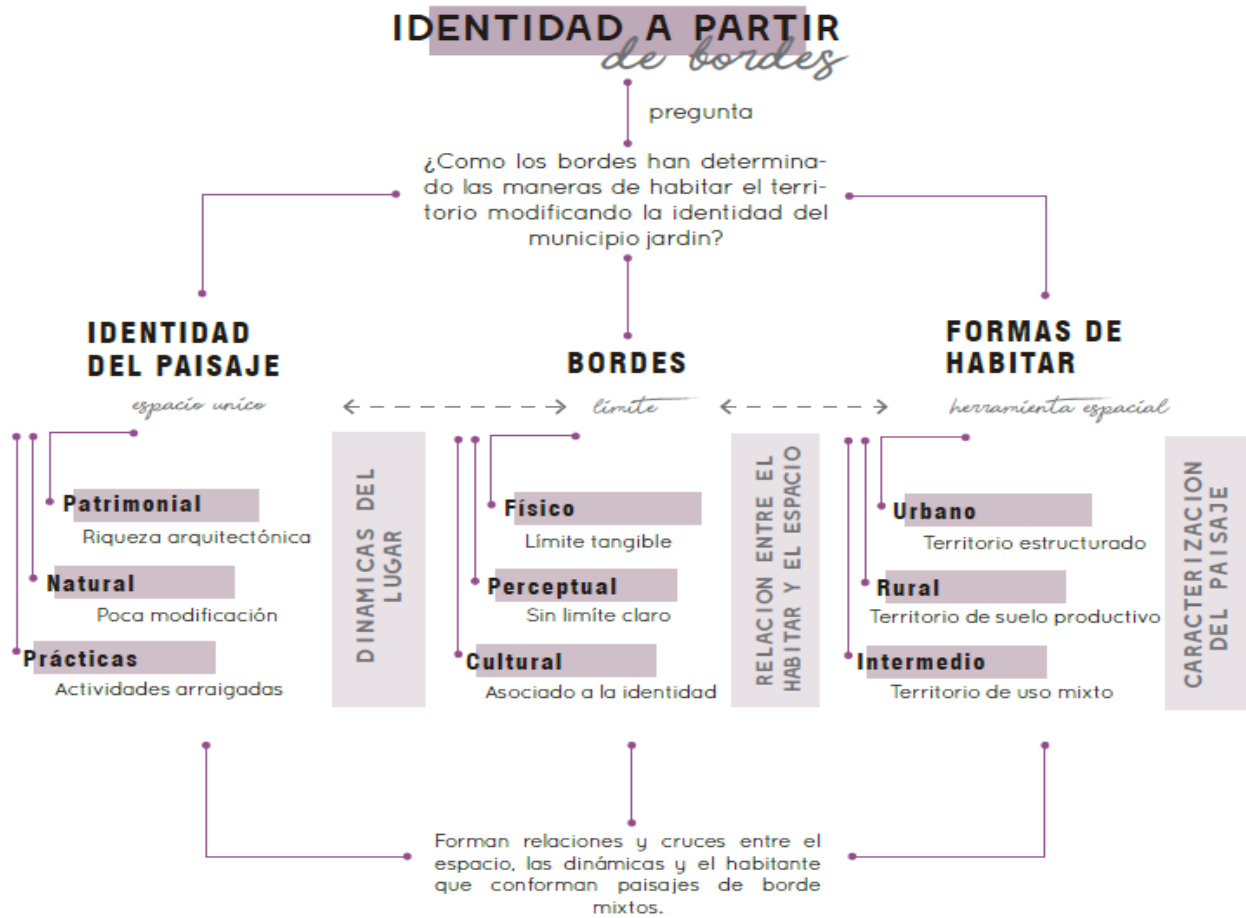 IDENTIDAD A PARTIR
de bordes
pregunta
¿Como los bordes han determina-
do las maneras de habitar el terri-
torio modificando la identidad del
municipio jardin?
IDENTIDAD
DEL PAISAJE
espacio unico
Patrimonial
Riqueza arquitectónica
Natural
Poca modificación
Prácticas
Actividades arraigadas
DINAMICAS DEL
LUGAR
BORDES
límite
Físico
Límite tangible
Perceptual
Sin limíte claro
Cultural
Asociado a la identidad
RELACION ENTRE EL
HABITAR Y EL ESPACIO
FORMAS DE
HABITAR
herramienta espacial
Urbano
Territorio estructurado
Rural
Territorio de suelo productivo
Intermedio
Territorio de uso mixto
CARACTERIZACION
DEL PAISAJE
Forman relaciones y cruces entre el
espacio, las dinámicas y el habitante
que conforman paisajes de borde
mixtos.